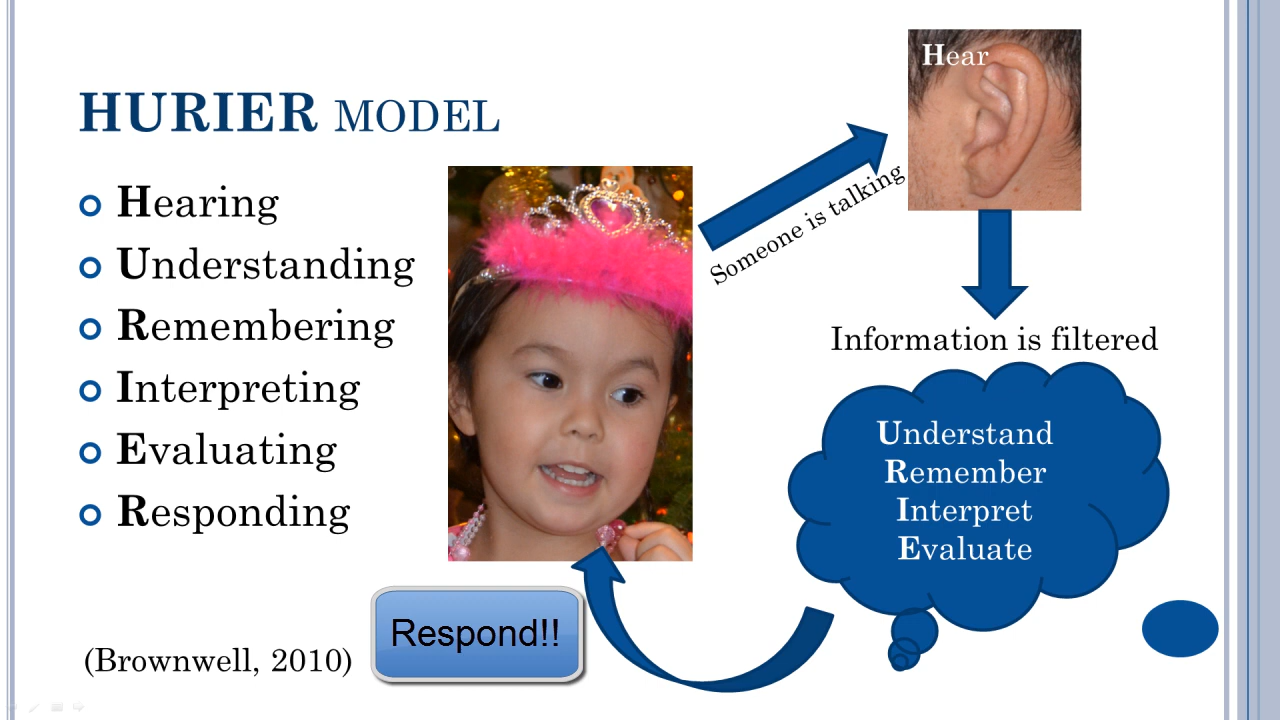 HURIER MODEL
Hearing
Understanding
Remembering
Interpreting
Evaluating
Responding
(Brownwell, 2010)
Someone is talking
Hear
Information is filtered
Understand
Remember
Interpret
Evaluate
Respond!!